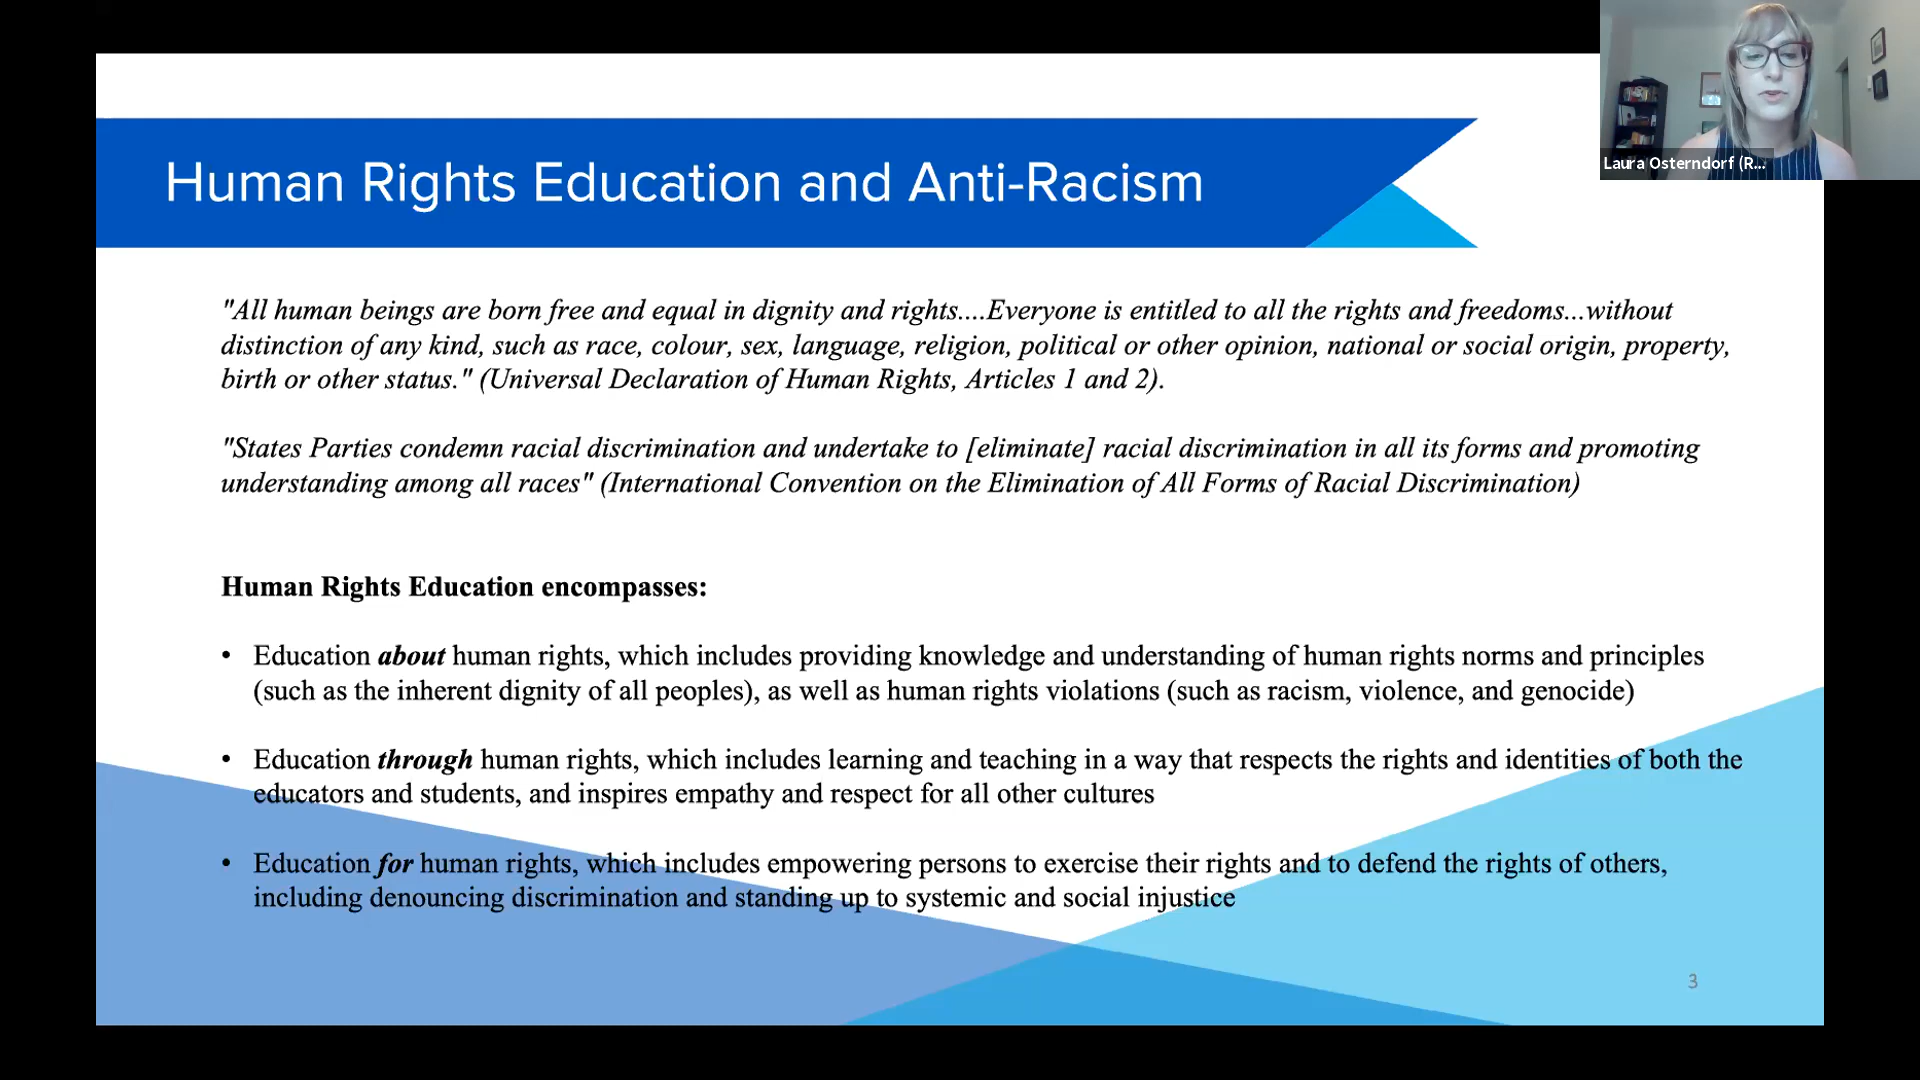 Laura Osterndorf (R...
Human Rights Education and Anti-Racism
"All human beings are born free and equal in dignity and rights....Everyone is entitled to all the rights and freedoms...without
distinction of any kind, such as race, colour, sex, language, religion, political or other opinion, national or social origin, property,
birth or other status." (Universal Declaration of Human Rights, Articles 1 and 2).
"States Parties condemn racial discrimination and undertake to [eliminate] racial discrimination in all its forms and promoting
understanding among all races" (International Convention on the Elimination of All Forms of Racial Discrimination)
Human Rights Education encompasses:
• Education about human rights, which includes providing knowledge and understanding of human rights norms and principles
(such as the inherent dignity of all peoples), as well as human rights violations (such as racism, violence, and genocide)
• Education through human rights, which includes learning and teaching in a way that respects the rights and identities of both the
educators and students, and inspires empathy and respect for all other cultures
• Education for human rights, which includes empowering persons to exercise their rights and to defend the rights of others,
including denouncing discrimination and standing up to systemic and social injustice
3